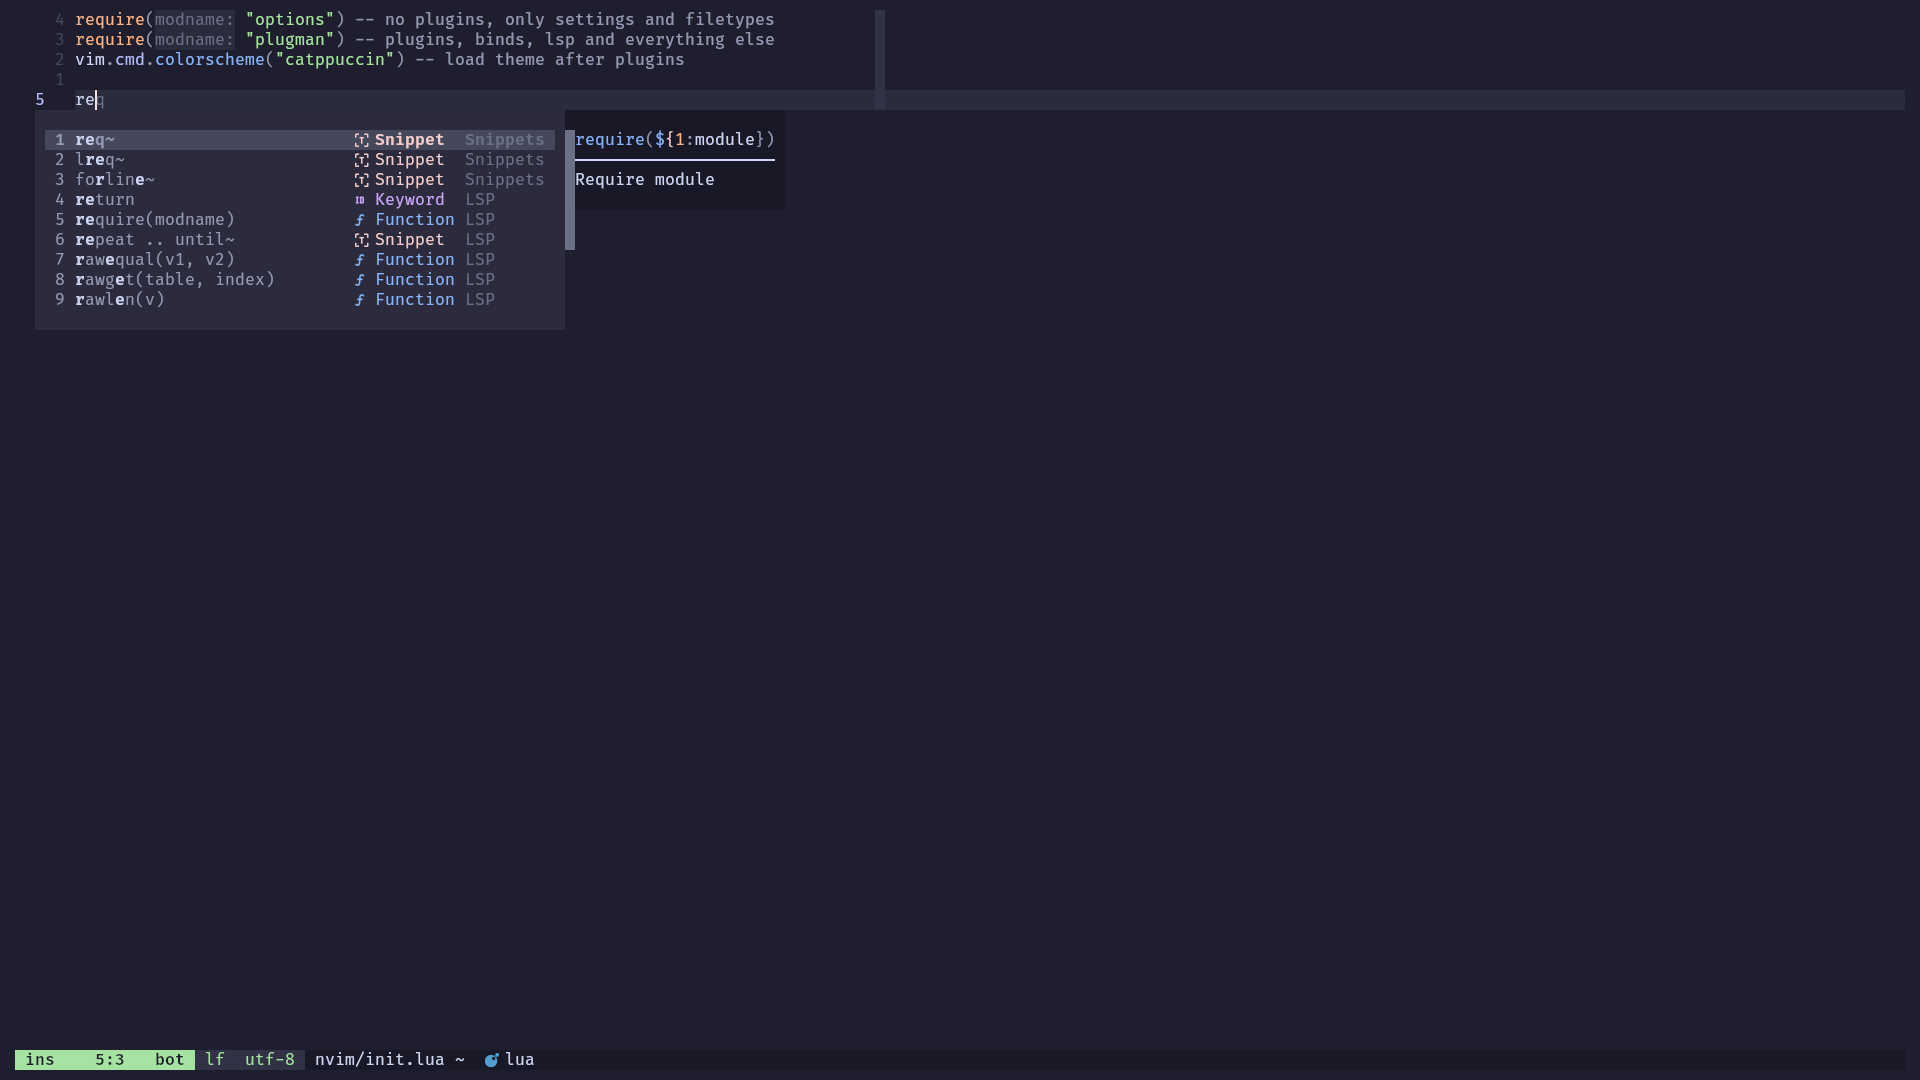 4 require(modname: "options") -- no plugins, only settings and filetypes
3 require(modname: "plugman") -- plugins, binds, lsp and everything else
2 vim.cmd.colorscheme("catppuccin") -- load theme after plugins
1
5 req
1 req~ Snippet Snippets require(${1:module})
2 lreq~ Snippet Snippets
3 forline~ Snippet Snippets Require module
4 return Keyword LSP
5 require(modname) Function LSP
6 repeat .. until~ Snippet LSP
7 rawequal(v1, v2) Function LSP
8 rawget(table, index) Function LSP
9 rawlen(v) Function LSP
ins 5:3 bot lf utf-8 nvim/init.lua ~ lua